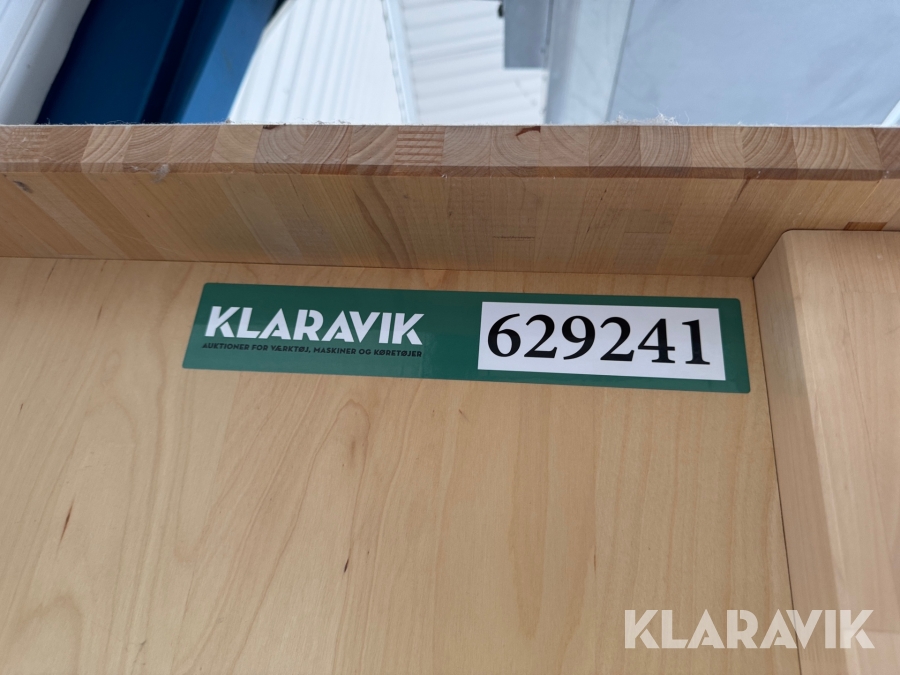 KLARAVIK
AUKTIONER FOR VÆRKTØJ, MASKINER OG KØRETØJER
629241
KLARAVIK